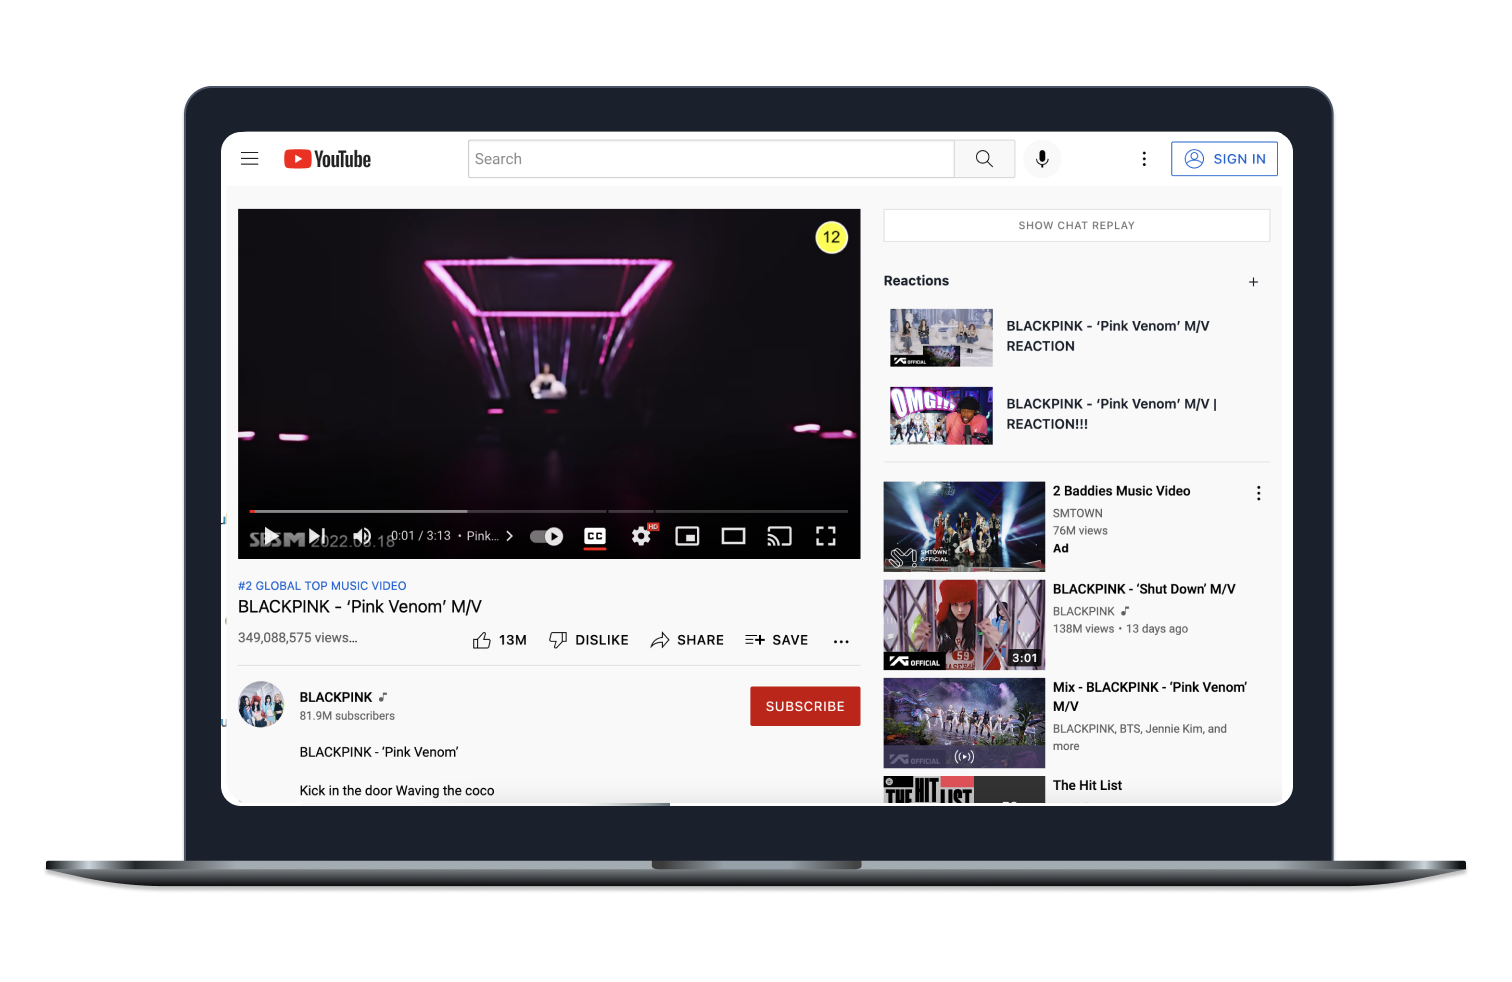 YouTube
Search
SIGN IN
12
0:01 / 3:13 • Pink...
CC
HD
2022.08.18
#2 GLOBAL TOP MUSIC VIDEO
BLACKPINK - ‘Pink Venom’ M/V
349,088,575 views...
13M
DISLIKE
SHARE
SAVE
BLACKPINK
81.9M subscribers
SUBSCRIBE
BLACKPINK - ‘Pink Venom’
Kick in the door Waving the coco
SHOW CHAT REPLAY
Reactions
OFFICIAL
BLACKPINK - ‘Pink Venom’ M/V
REACTION
OMG!!!
BLACKPINK - ‘Pink Venom’ M/V |
REACTION!!!
SMTOWN
OFFICIAL
2 Baddies Music Video
SMTOWN
76M views
Ad
59
YG OFFICIAL
3:01
BLACKPINK - ‘Shut Down’ M/V
BLACKPINK
138M views • 13 days ago
YG OFFICIAL
Mix - BLACKPINK - ‘Pink Venom’
M/V
BLACKPINK, BTS, Jennie Kim, and
more
THE HIT LIST
The Hit List